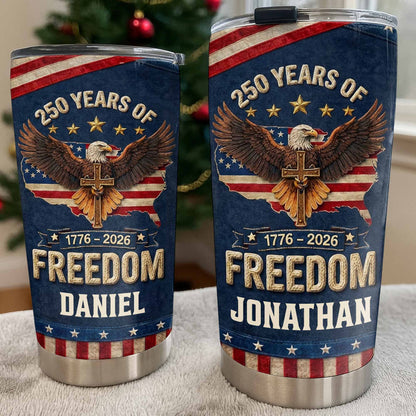 250 YEARS OF
1776 - 2026
FREEDOM
DANIEL
250 YEARS OF
1776 - 2026
FREEDOM
JONATHAN